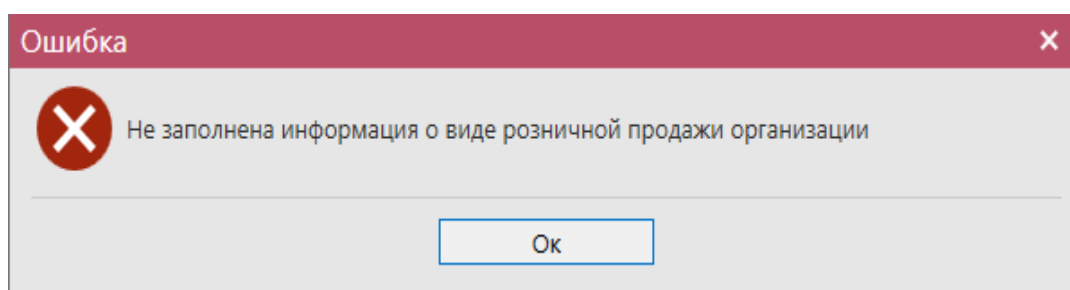 Ошибка
Не заполнена информация о виде розничной продажи организации
Ок